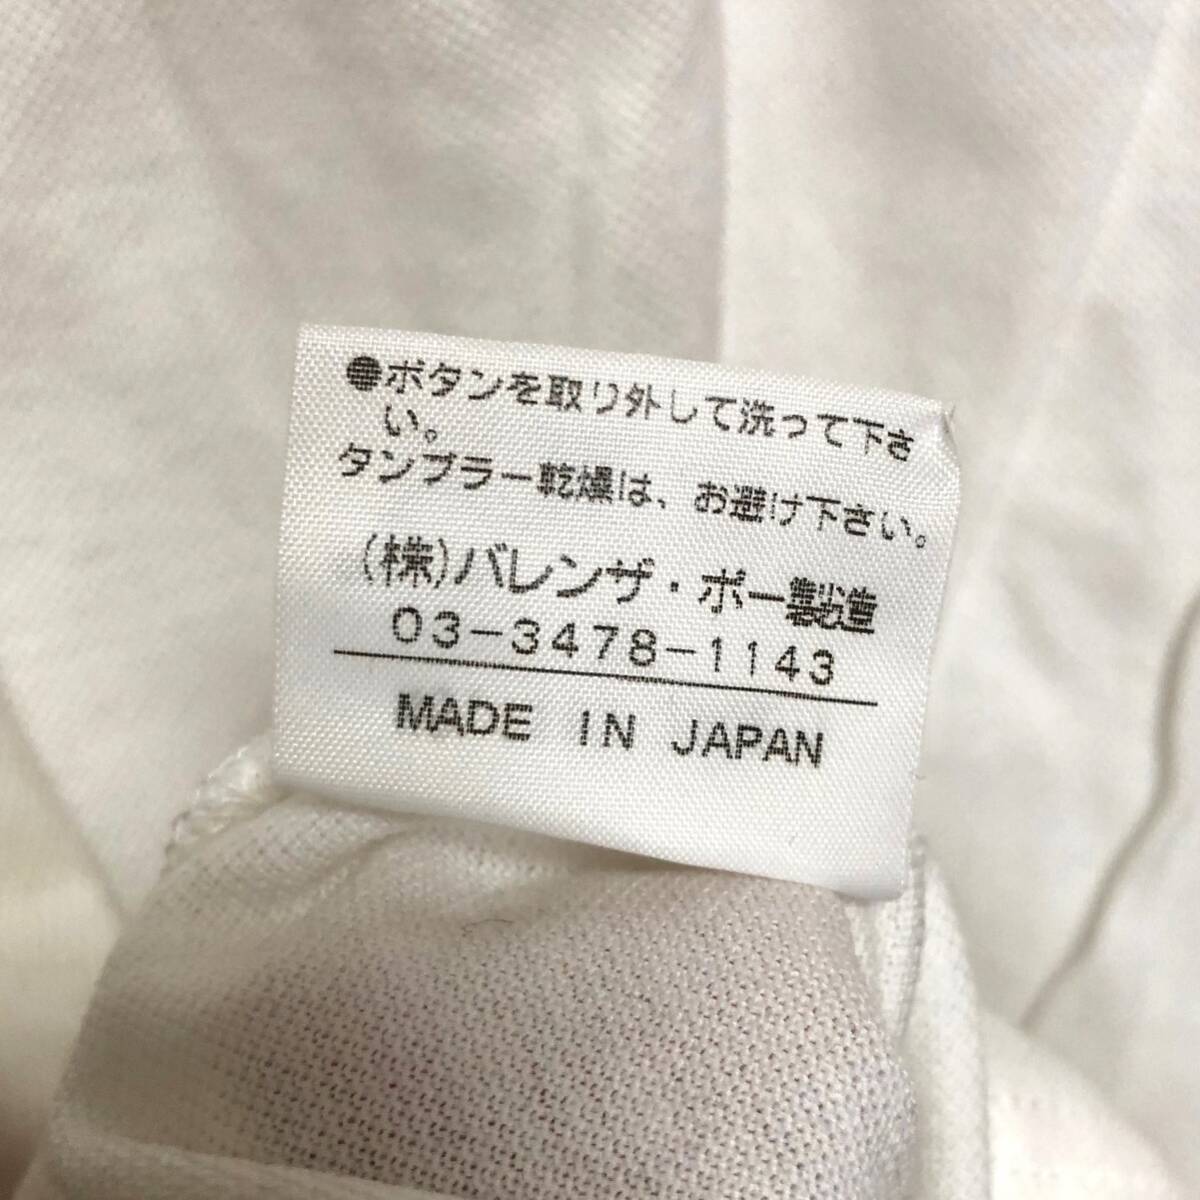 ●ボタンを取り外して洗って下さ
い。
タンブラー乾燥は、お避け下さい。
(株)バレンザ・ポー製造
03-3478-1143
MADE IN JAPAN